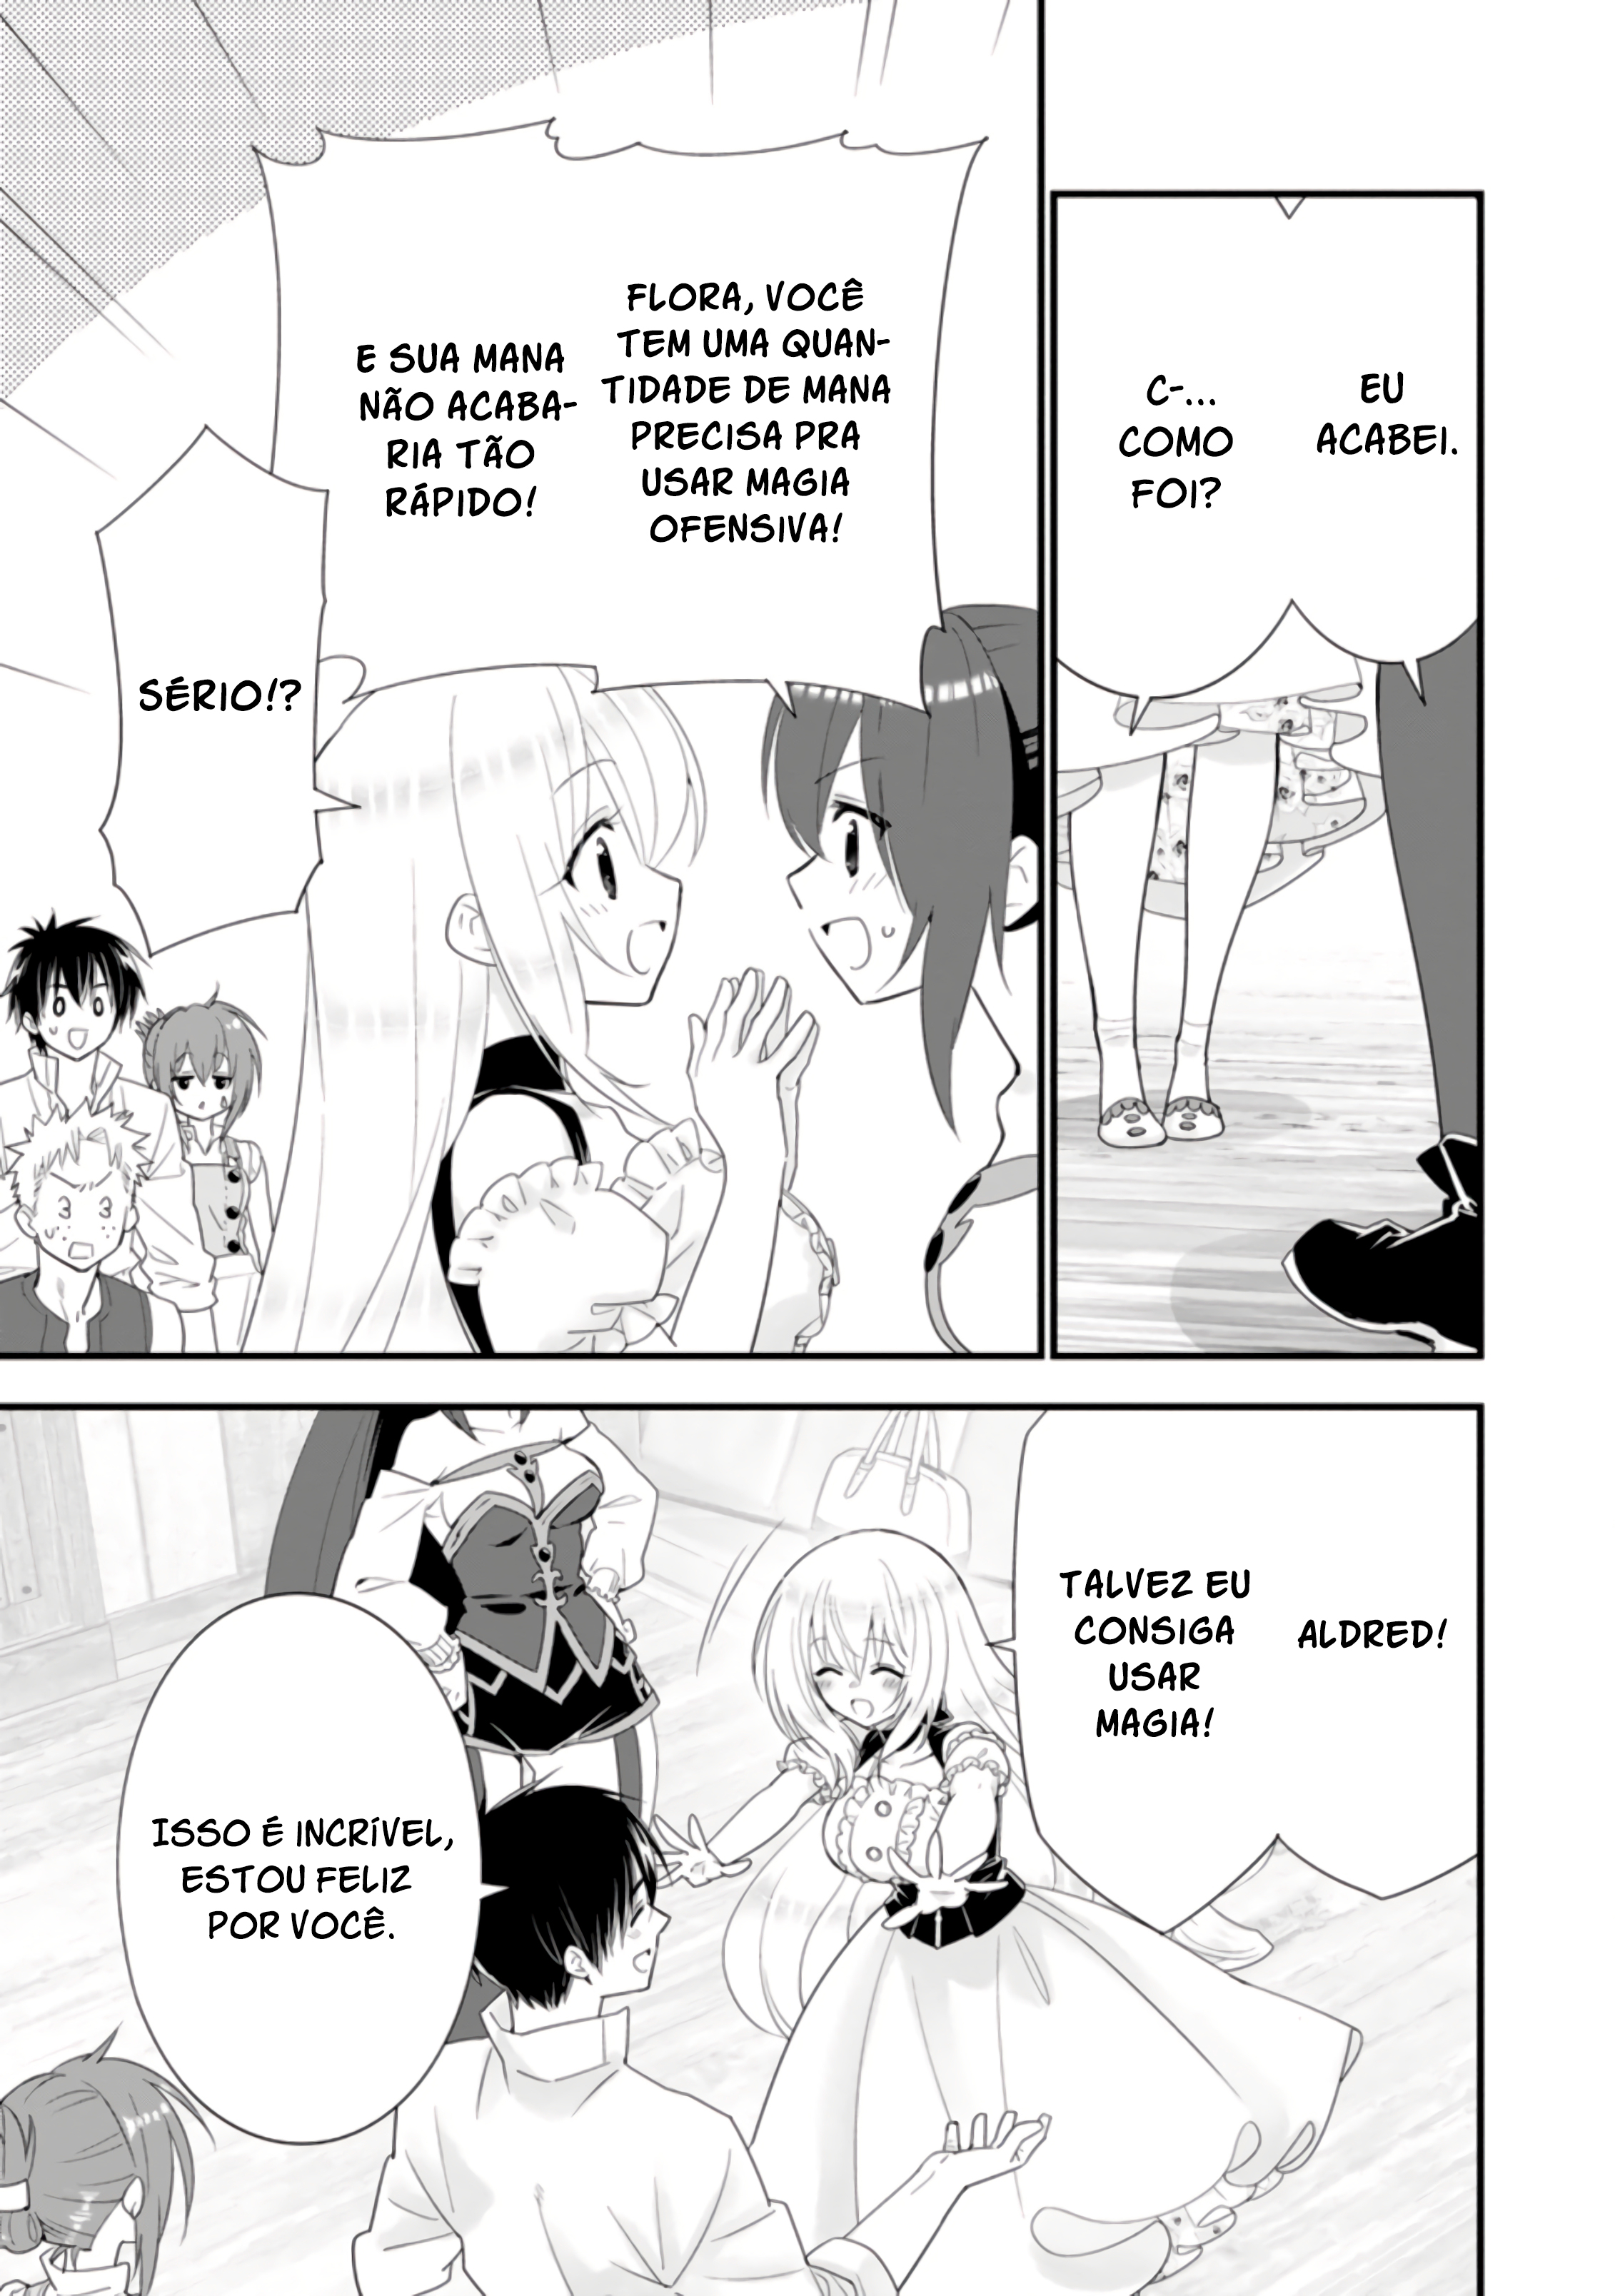 EU
ACABEI.
C-...
COMO
FOI?
FLORA, VOCÊ
TEM UMA QUAN-
TIDADE DE MANA
PRECISA PRA
USAR MAGIA
OFENSIVA!
E SUA MANA
NÃO ACABA-
RIA TÃO
RÁPIDO!
SÉRIO!?
ALDRED!
TALVEZ EU
CONSIGA
USAR
MAGIA!
ISSO É INCRÍVEL,
ESTOU FELIZ
POR VOCÊ.